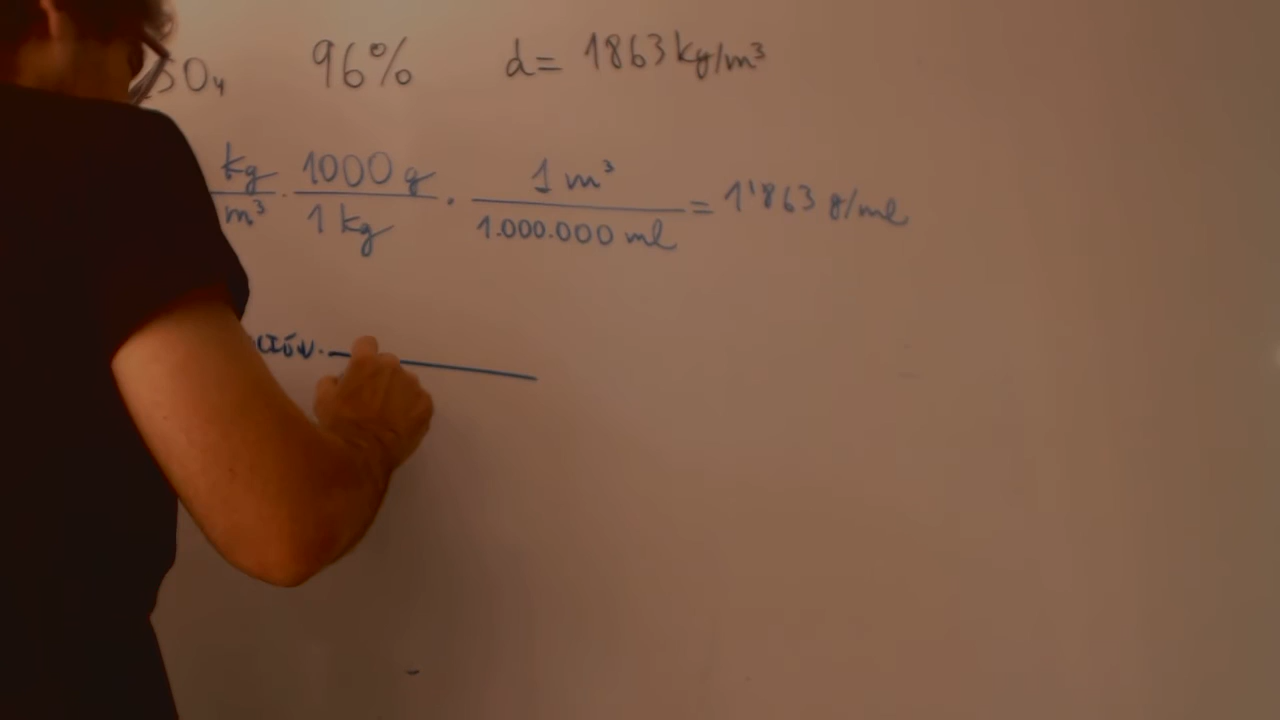 SO₄ 96% d= 1863 kg/m³
kg/m³ · 1000 g/1 kg · 1 m³/1.000.000 ml = 1'863 g/ml
CIÓN.